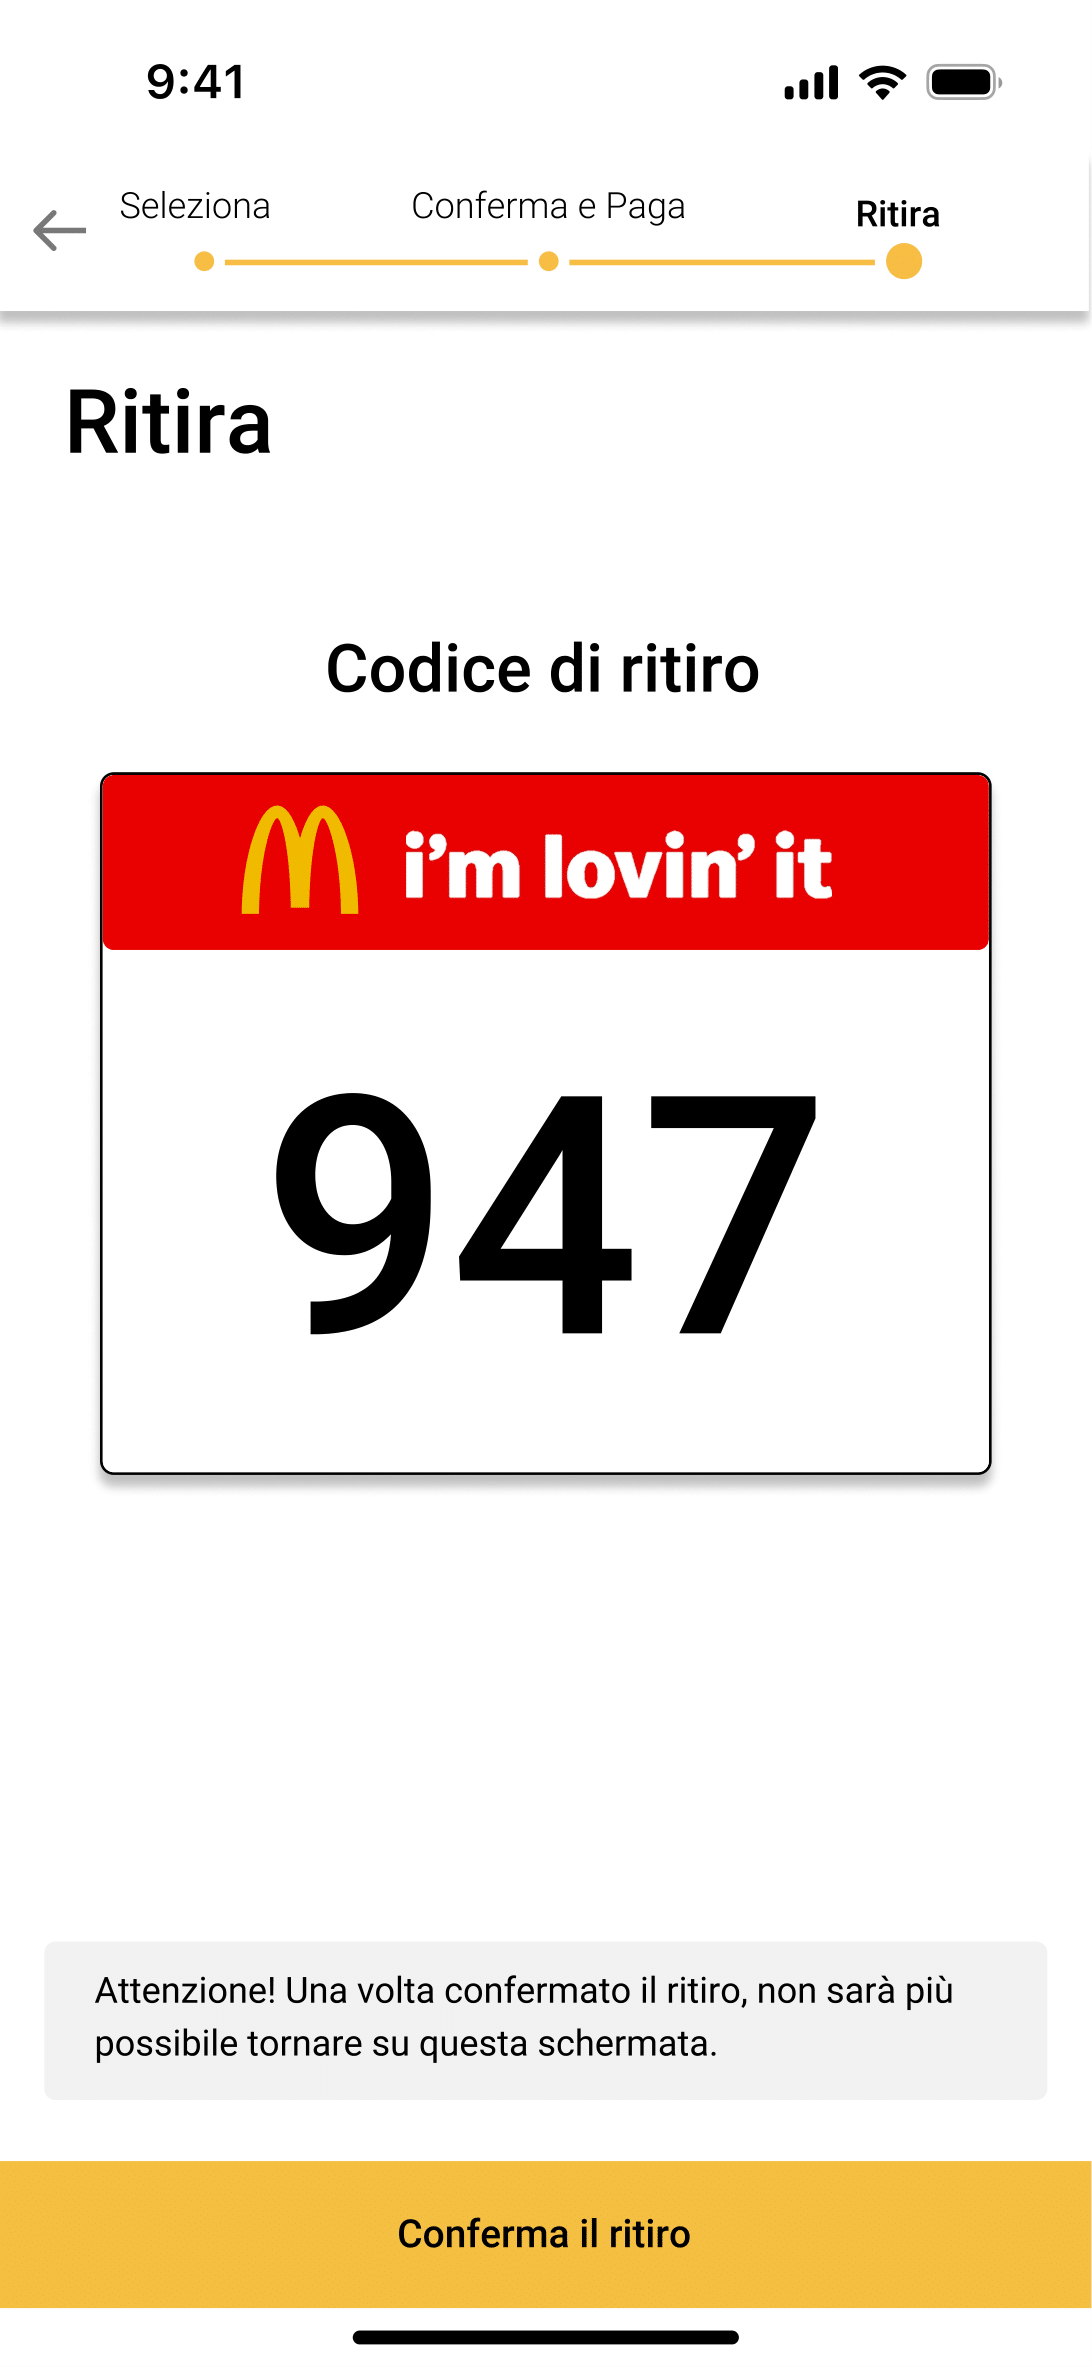 9:41
Seleziona
Conferma e Paga
Ritira
Ritira
Codice di ritiro
i’m lovin’ it
947
Attenzione! Una volta confermato il ritiro, non sarà più
possibile tornare su questa schermata.
Conferma il ritiro